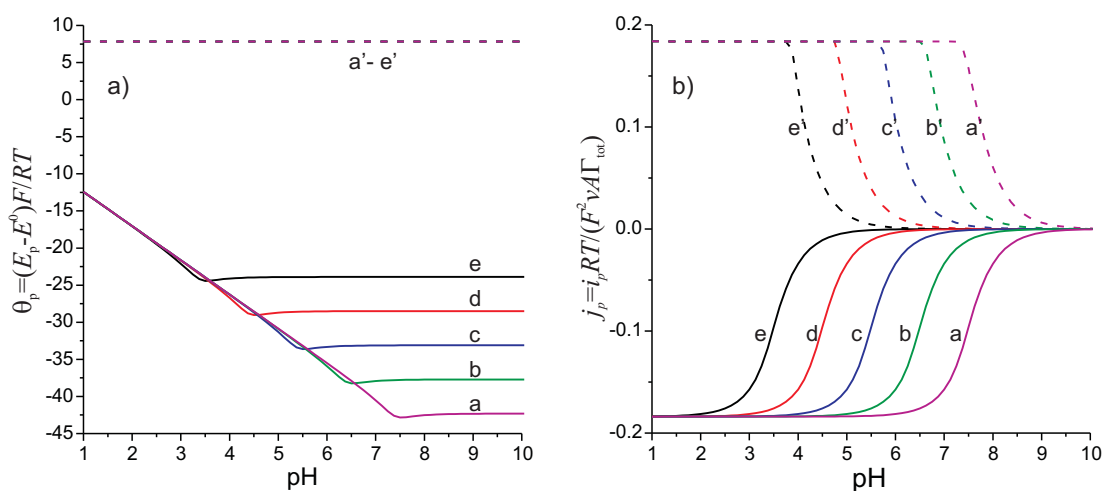 10
5
0
-5
-10
-15
-20
-25
-30
-35
-40
-45
a)
a'- e'
e
d
c
b
a
1 2 3 4 5 6 7 8 9 10
pH
θp=(Ep-E⁰)F/RT
0.2
0.1
0.0
-0.1
-0.2
b)
e' d' c' b' a'
e d c b a
1 2 3 4 5 6 7 8 9 10
pH
jp=ipRT/(F²vAΓtot)